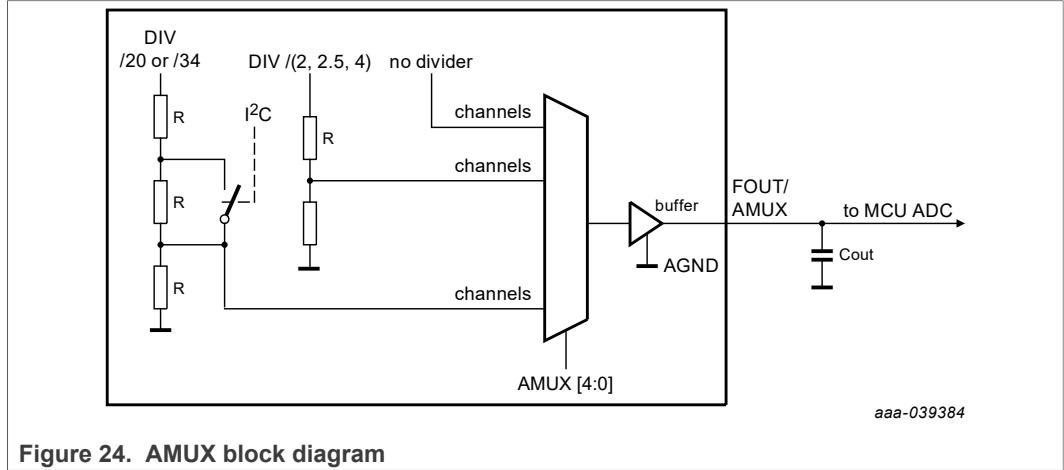 DIV
/20 or /34
DIV /(2, 2.5, 4)
no divider
R
I2C
channels
R
channels
R
FOUT/
AMUX
buffer
to MCU ADC
AGND
Cout
R
channels
AMUX [4:0]
aaa-039384
Figure 24. AMUX block diagram